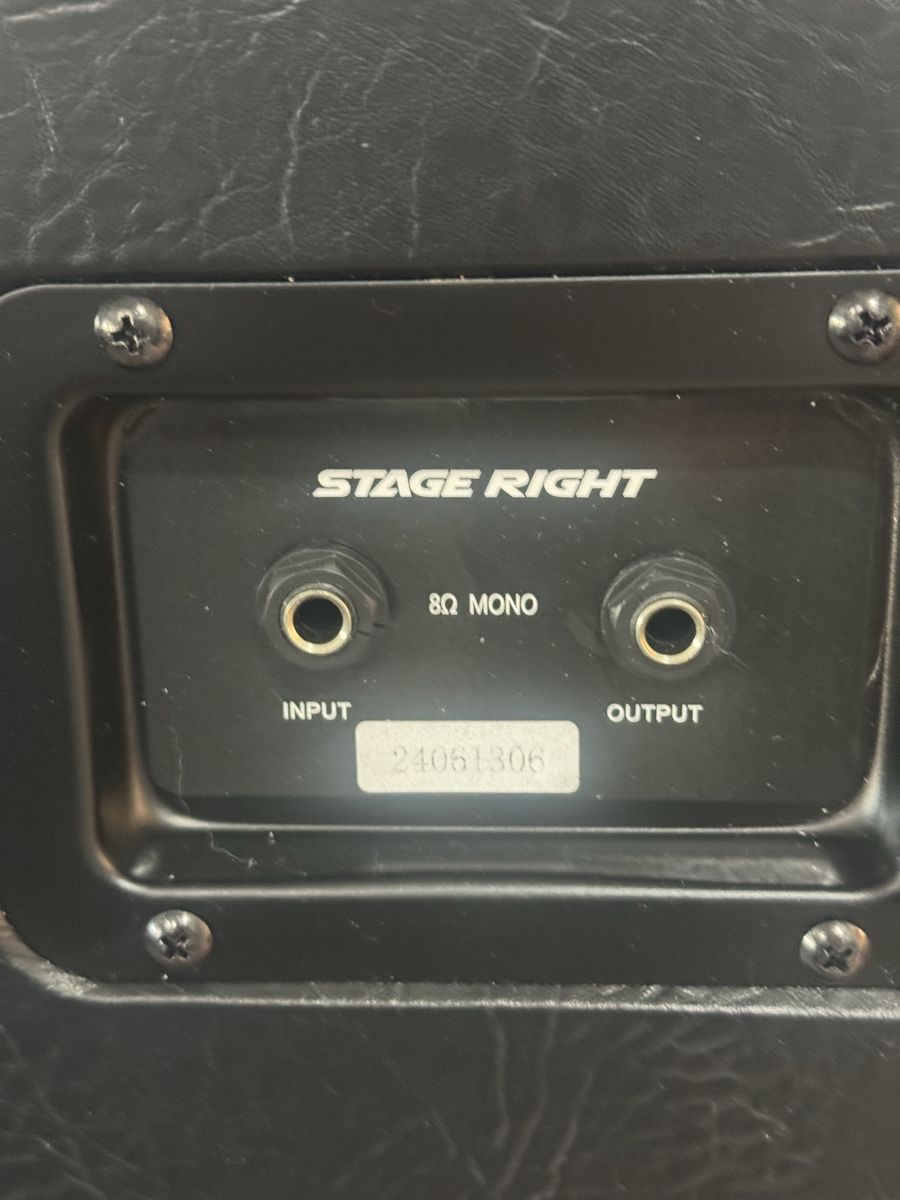 STAGE RIGHT
8Ω MONO
INPUT
OUTPUT
24061306